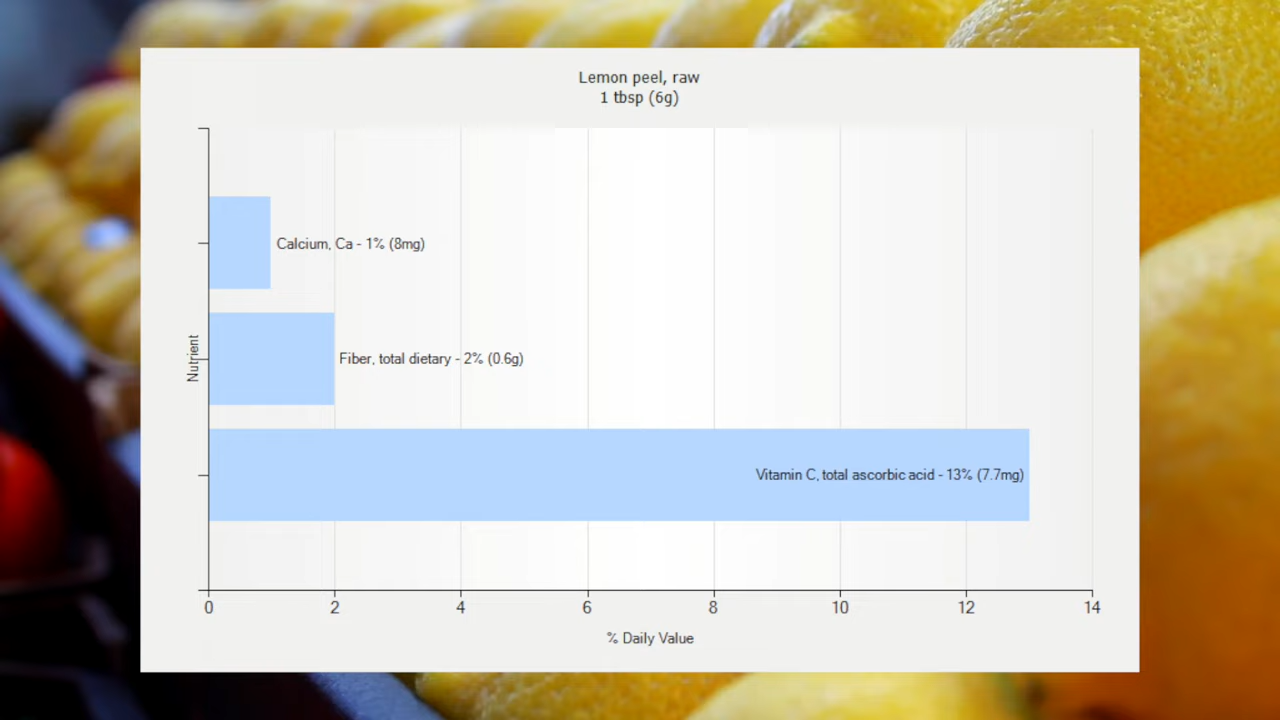 Lemon peel, raw
1 tbsp (6g)
Calcium, Ca - 1% (8mg)
Fiber, total dietary - 2% (0.6g)
Nutrient
Vitamin C, total ascorbic acid - 13% (7.7mg)
0 2 4 6 8 10 12 14
% Daily Value